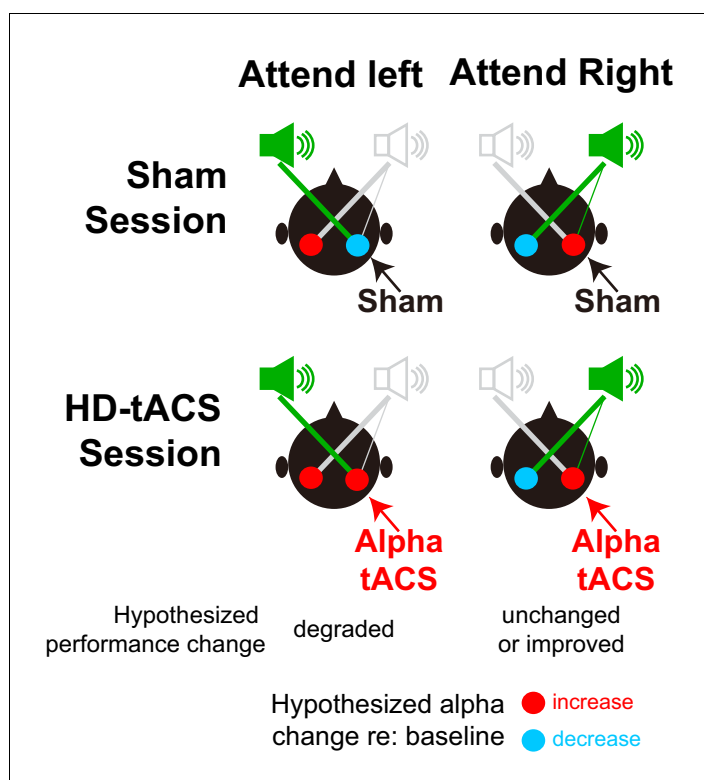 Attend left
Attend Right
Sham
Session
Sham
Sham
HD-tACS
Session
Alpha
tACS
Alpha
tACS
Hypothesized
performance change
degraded
unchanged
or improved
Hypothesized alpha
change re: baseline
increase
decrease